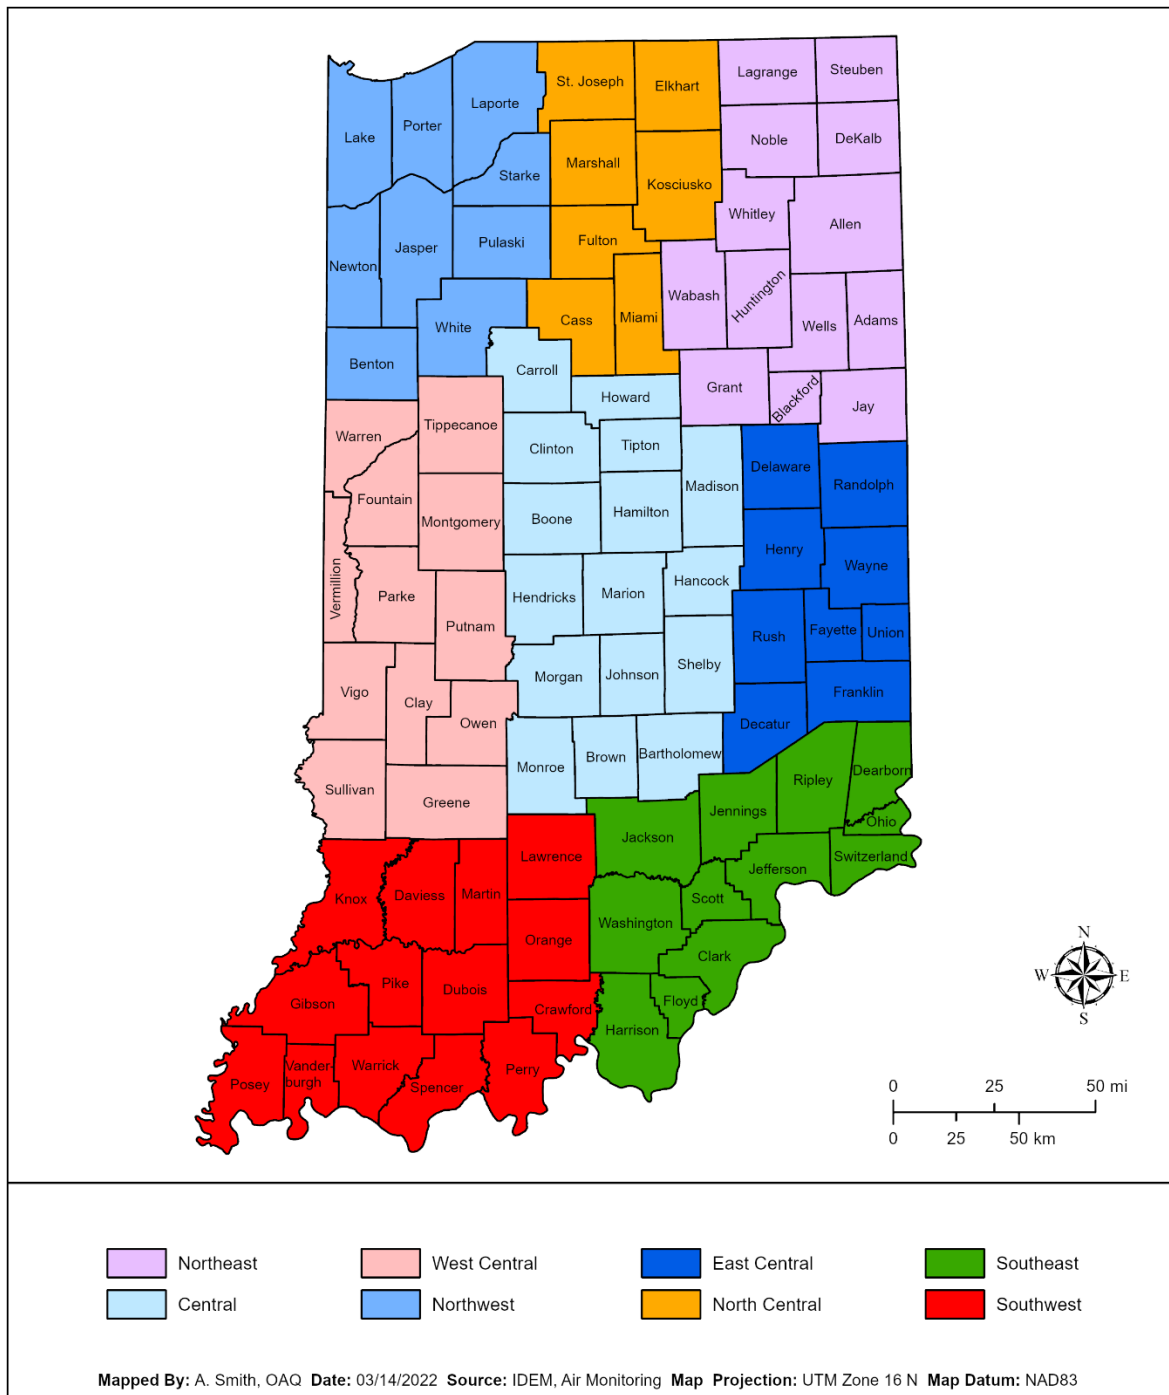 Lagrange
Steuben
St. Joseph
Elkhart
Laporte
Porter
Lake
Noble
DeKalb
Marshall
Starke
Kosciusko
Whitley
Allen
Fulton
Pulaski
Jasper
Newton
Wabash
Huntington
Cass
Miami
White
Wells
Adams
Benton
Carroll
Grant
Blackford
Jay
Howard
Warren
Tippecanoe
Clinton
Tipton
Delaware
Madison
Randolph
Fountain
Montgomery
Boone
Hamilton
Henry
Wayne
Vermillion
Parke
Hendricks
Marion
Hancock
Putnam
Rush
Fayette
Union
Morgan
Johnson
Shelby
Vigo
Clay
Owen
Franklin
Decatur
Monroe
Brown
Bartholomew
Dearborn
Ripley
Sullivan
Greene
Jennings
Ohio
Jackson
Lawrence
Switzerland
Jefferson
Knox
Daviess
Martin
Scott
Washington
Orange
Clark
Pike
Dubois
Gibson
Floyd
Crawford
Harrison
Warrick
Perry
Vander-
burgh
Posey
Spencer
N
W
E
S
0 25 50 mi
0 25 50 km
Northeast West Central East Central Southeast
Central Northwest North Central Southwest
Mapped By: A. Smith, OAQ Date: 03/14/2022 Source: IDEM, Air Monitoring Map Projection: UTM Zone 16 N Map Datum: NAD83